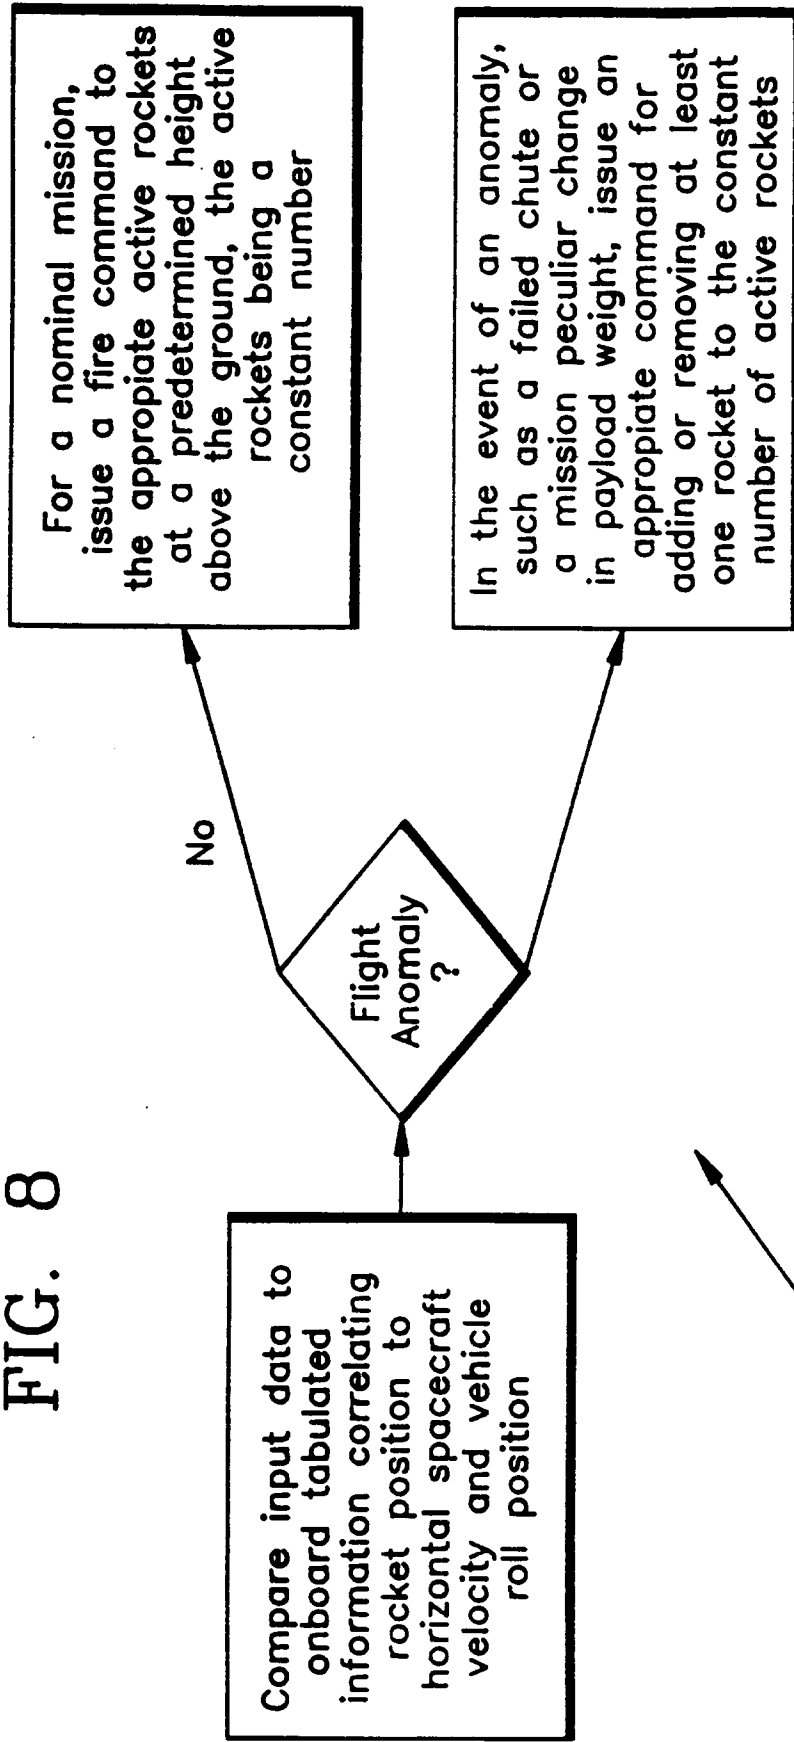 FIG. 8
Compare input data to
onboard tabulated
information correlating
rocket position to
horizontal spacecraft
velocity and vehicle
roll position
Flight
Anomaly
?
No
For a nominal mission,
issue a fire command to
the appropiate active rockets
at a predetermined height
above the ground, the active
rockets being a
constant number
In the event of an anomaly,
such as a failed chute or
a mission peculiar change
in payload weight, issue an
appropiate command for
adding or removing at least
one rocket to the constant
number of active rockets